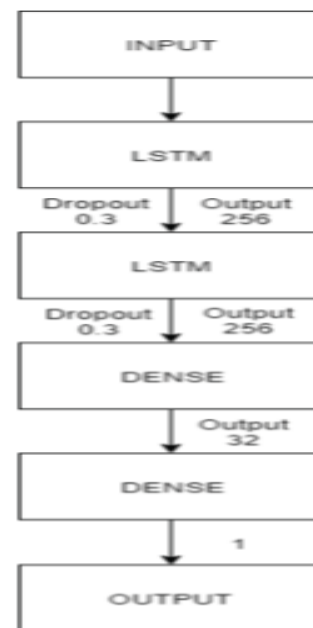 INPUT
LSTM
Dropout Output
0.3 256
LSTM
Dropout Output
0.3 256
DENSE
Output
32
DENSE
1
OUTPUT